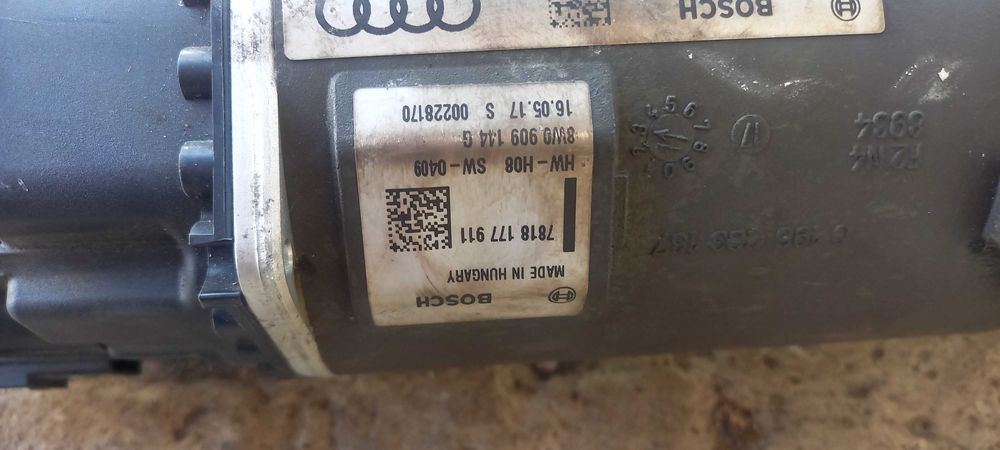 BOSCH
MADE IN HUNGARY
7818 177 911
HW-H08 SW-0409
8W0 909 144 G
16.05.17 S 00228170
17
BOSCH